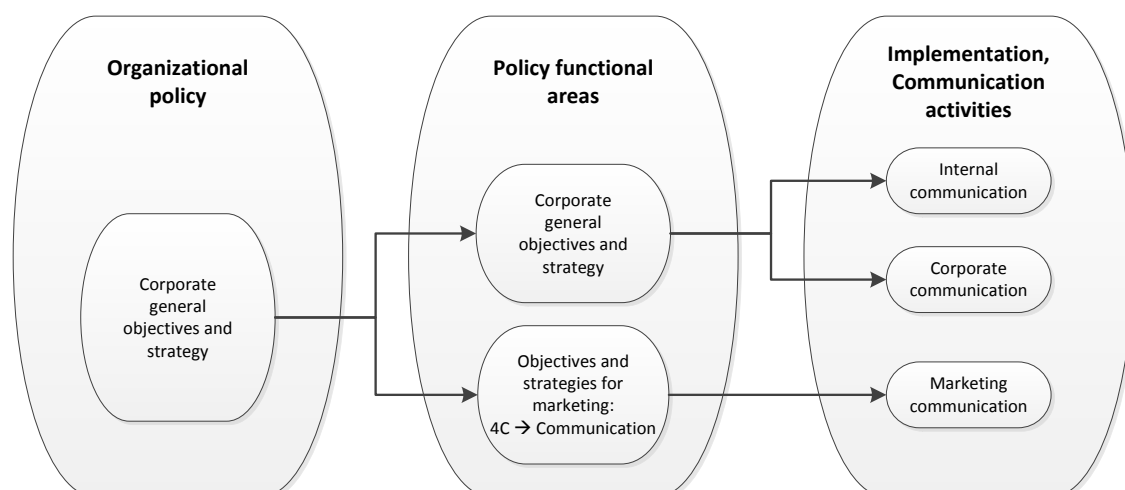 Organizational
policy
Corporate
general
objectives and
strategy
Policy functional
areas
Corporate
general
objectives and
strategy
Objectives and
strategies for
marketing:
4C → Communication
Implementation,
Communication
activities
Internal
communication
Corporate
communication
Marketing
communication